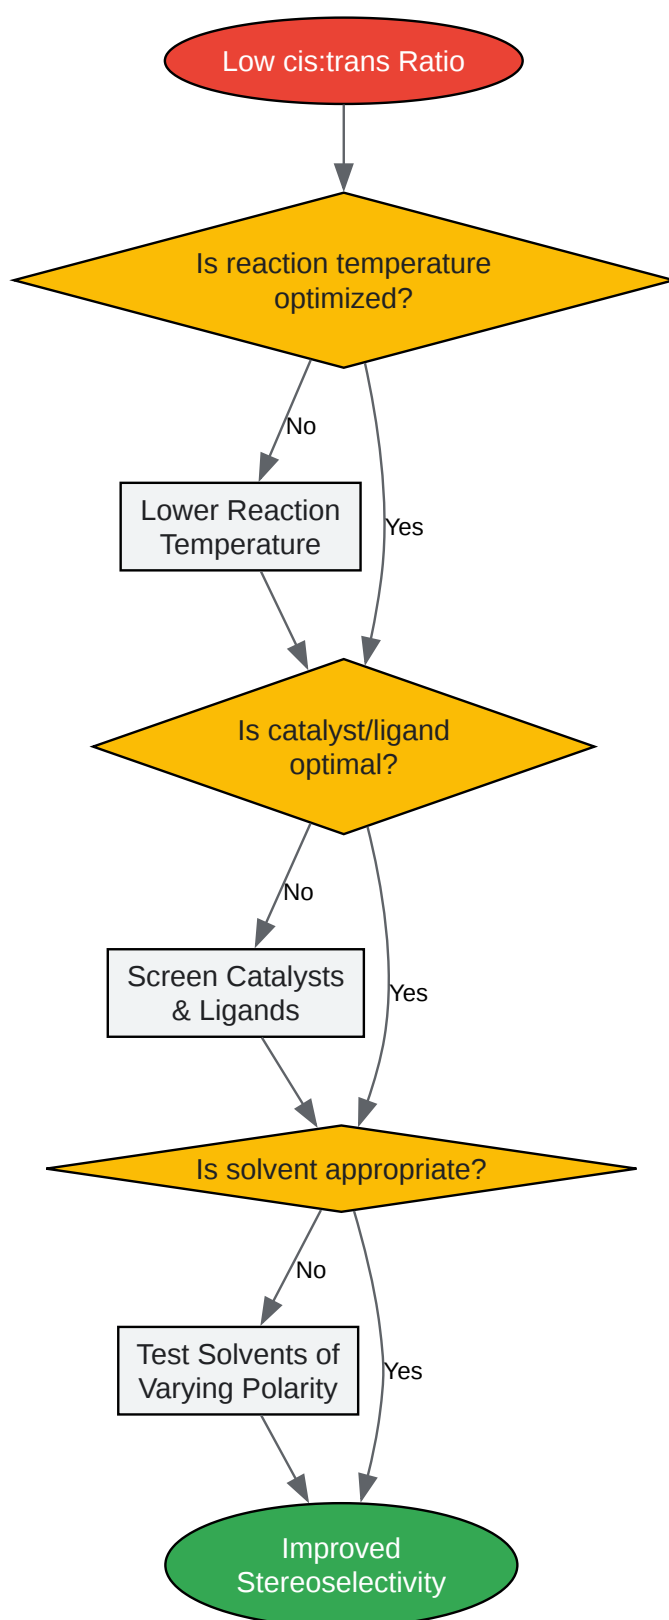 Low cis:trans Ratio
Is reaction temperature
optimized?
No
Lower Reaction
Temperature
Yes
Is catalyst/ligand
optimal?
No
Screen Catalysts
& Ligands
Yes
Is solvent appropriate?
No
Test Solvents of
Varying Polarity
Yes
Improved
Stereoselectivity